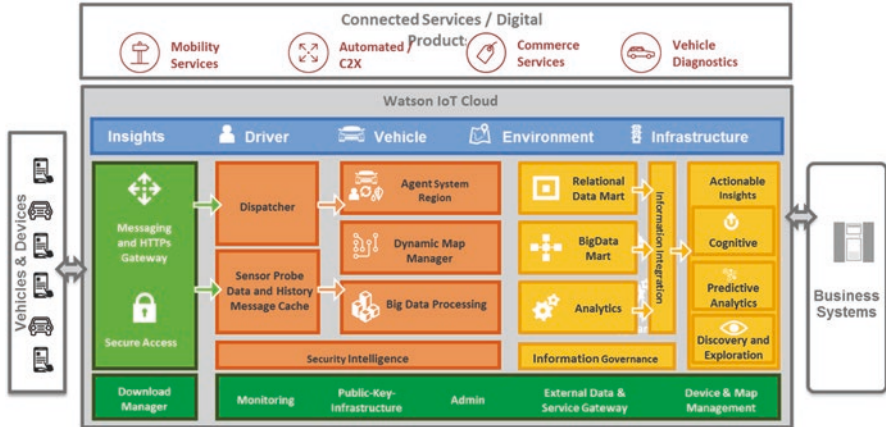 Connected Services / Digital
Products
Mobility
Services
Automated /
C2X
Commerce
Services
Vehicle
Diagnostics
Watson IoT Cloud
Insights
Driver
Vehicle
Environment
Infrastructure
Vehicles & Devices
Messaging
and HTTPs
Gateway
Secure Access
Dispatcher
Sensor Probe
Data and History
Message Cache
Agent System
Region
Dynamic Map
Manager
Big Data Processing
Security Intelligence
Relational
Data Mart
BigData
Mart
Analytics
Information Governance
Information Integration
Actionable
Insights
Cognitive
Predictive
Analytics
Discovery and
Exploration
Business
Systems
Download
Manager
Monitoring
Public-Key-
Infrastructure
Admin
External Data &
Service Gateway
Device & Map
Management